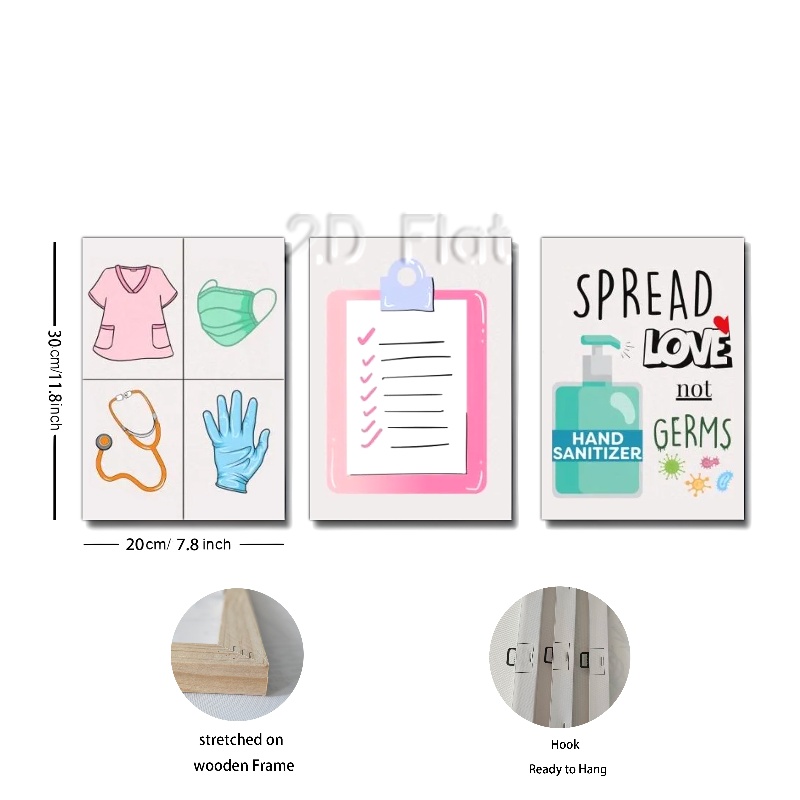 2D Flat
30cm/11.8inch
SPREAD
LOVE
not
GERMS
HAND
SANITIZER
20cm/ 7.8 inch
stretched on
wooden Frame
Hook
Ready to Hang